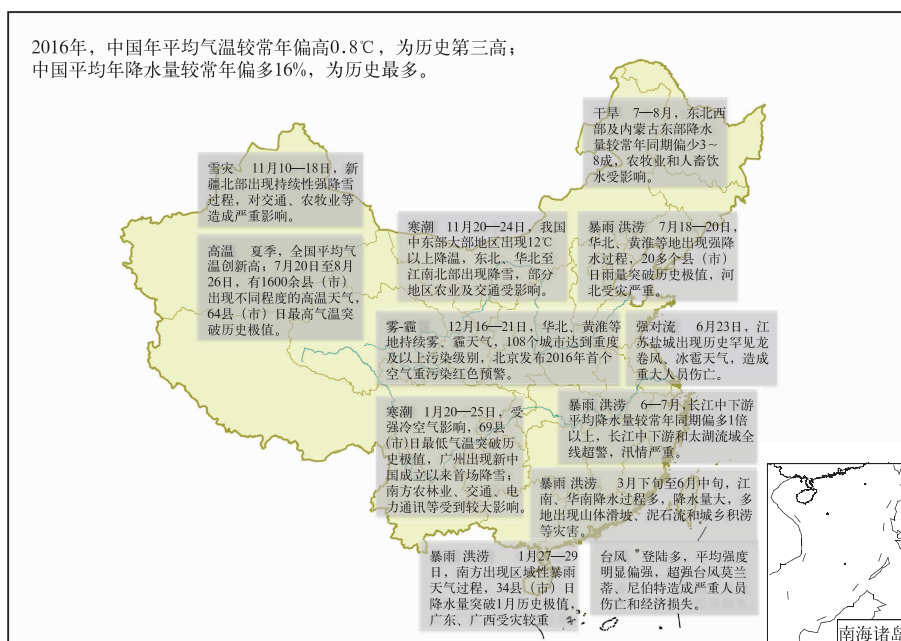 2016年，中国年平均气温较常年偏高0.8℃，为历史第三高；
中国平均年降水量较常年偏多16%，为历史最多。
干旱 7—8月，东北西
部及内蒙古东部降水
量较常年同期偏少3~
8成，农牧业和人畜饮
水受影响。
雪灾 11月10—18日，新
疆北部出现持续性强降雪
过程，对交通、农牧业等
造成严重影响。
寒潮 11月20—24日，我国
中东部大部地区出现12℃
以上降温，东北、华北至
江南北部出现降雪，部分
地区农业及交通受影响。
暴雨 洪涝 7月18—20日，
华北、黄淮等地出现强降
水过程，20多个县（市）
日雨量突破历史极值，河
北受灾严重。
高温 夏季，全国平均气
温创新高；7月20日至8月
26日，有1600余县（市）
出现不同程度的高温天气，
64县（市）日最高气温突
破历史极值。
雾-霾 12月16—21日，华北、黄淮等
地持续雾、霾天气，108个城市达到重度
及以上污染级别，北京发布2016年首个
空气重污染红色预警。
强对流 6月23日，江
苏盐城出现历史罕见龙
卷风、冰雹天气，造成
重大人员伤亡。
寒潮 1月20—25日，受
强冷空气影响，69县
(市)日最低气温突破历
史极值，广州出现新中
国成立以来首场降雪；
南方农林业、交通、电
力通讯等受到较大影响。
暴雨 洪涝 6—7月，长江中下游
平均降水量较常年同期偏多1倍
以上，长江中下游和太湖流域全
线超警，汛情严重。
暴雨 洪涝 3月下旬至6月中旬，江
南、华南降水过程多，降水量大，多
地出现山体滑坡、泥石流和城乡积涝
等灾害。
暴雨 洪涝 1月27—29
日，南方出现区域性暴雨
天气过程，34县（市）日
降水量突破1月历史极值，
广东、广西受灾较重
台风 登陆多，平均强度
明显偏强，超强台风莫兰
蒂、尼伯特造成严重人员
伤亡和经济损失。
南海诸岛